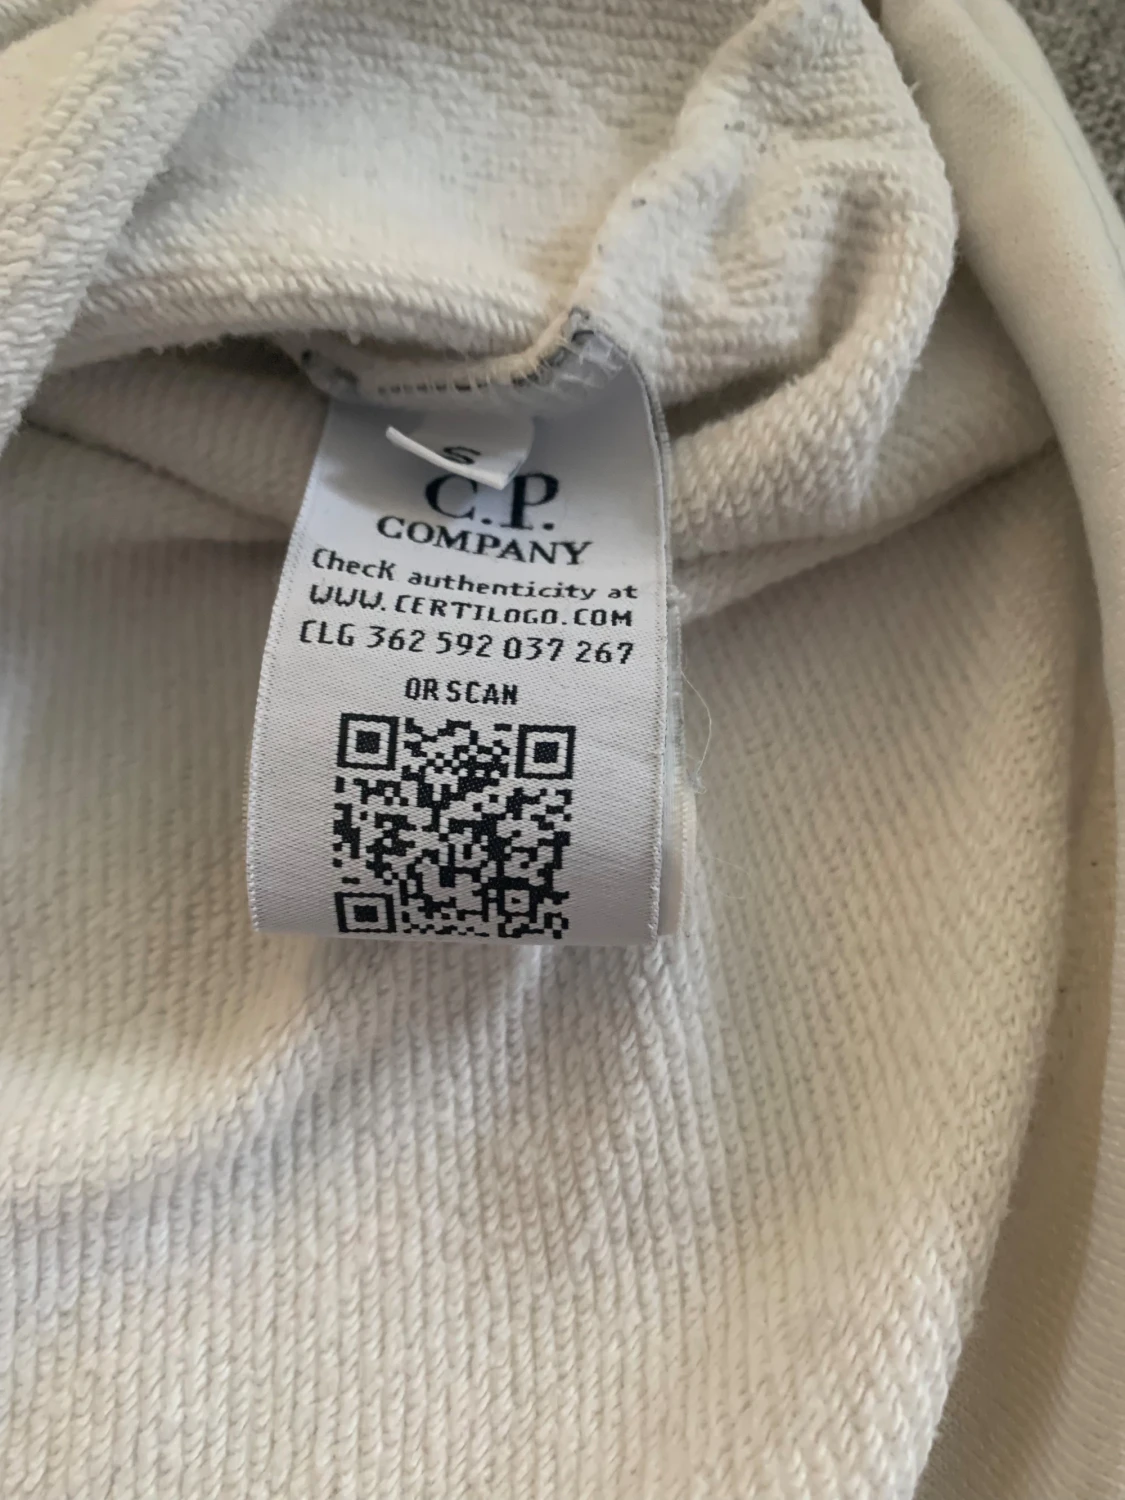 S
C.P.
COMPANY
Check authenticity at
WWW.CERTILOGO.COM
CLG 362 592 037 267
OR SCAN